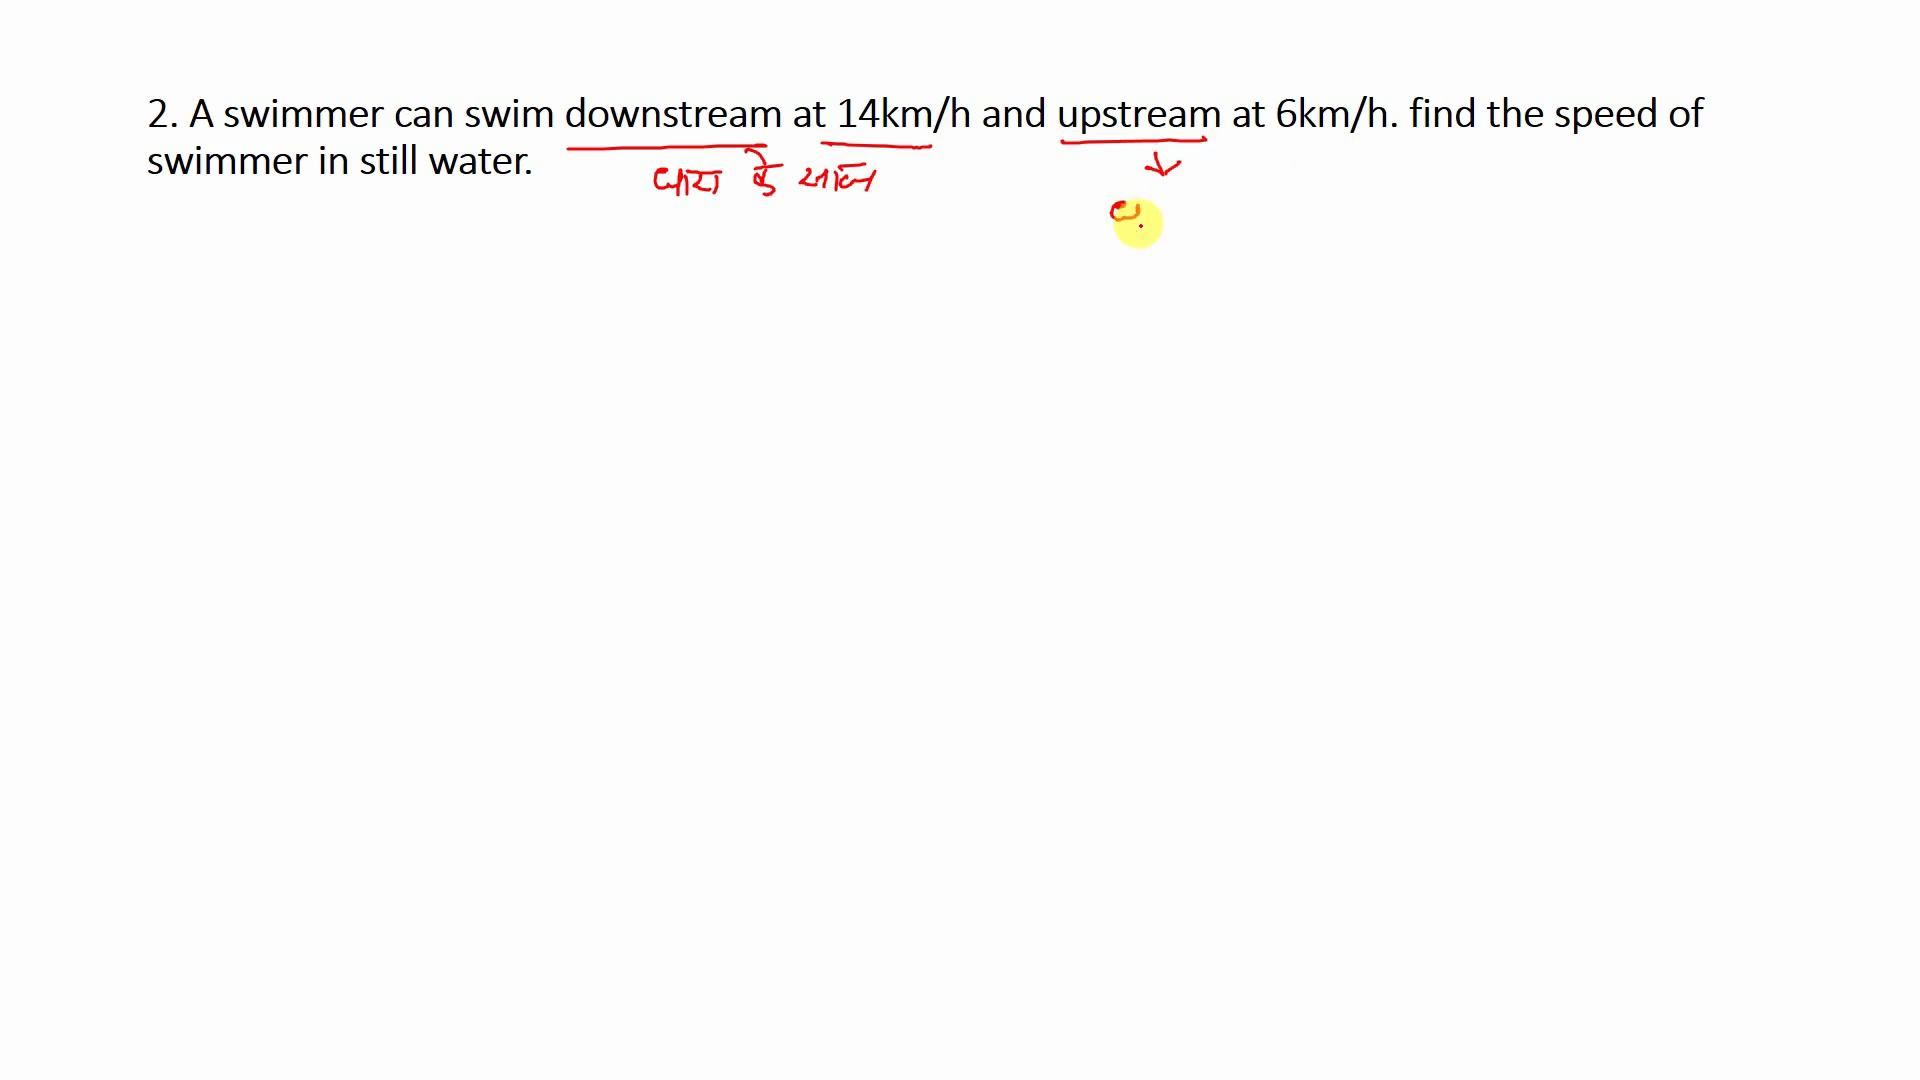 2. A swimmer can swim downstream at 14km/h and upstream at 6km/h. find the speed of
swimmer in still water.
धारा के साथ